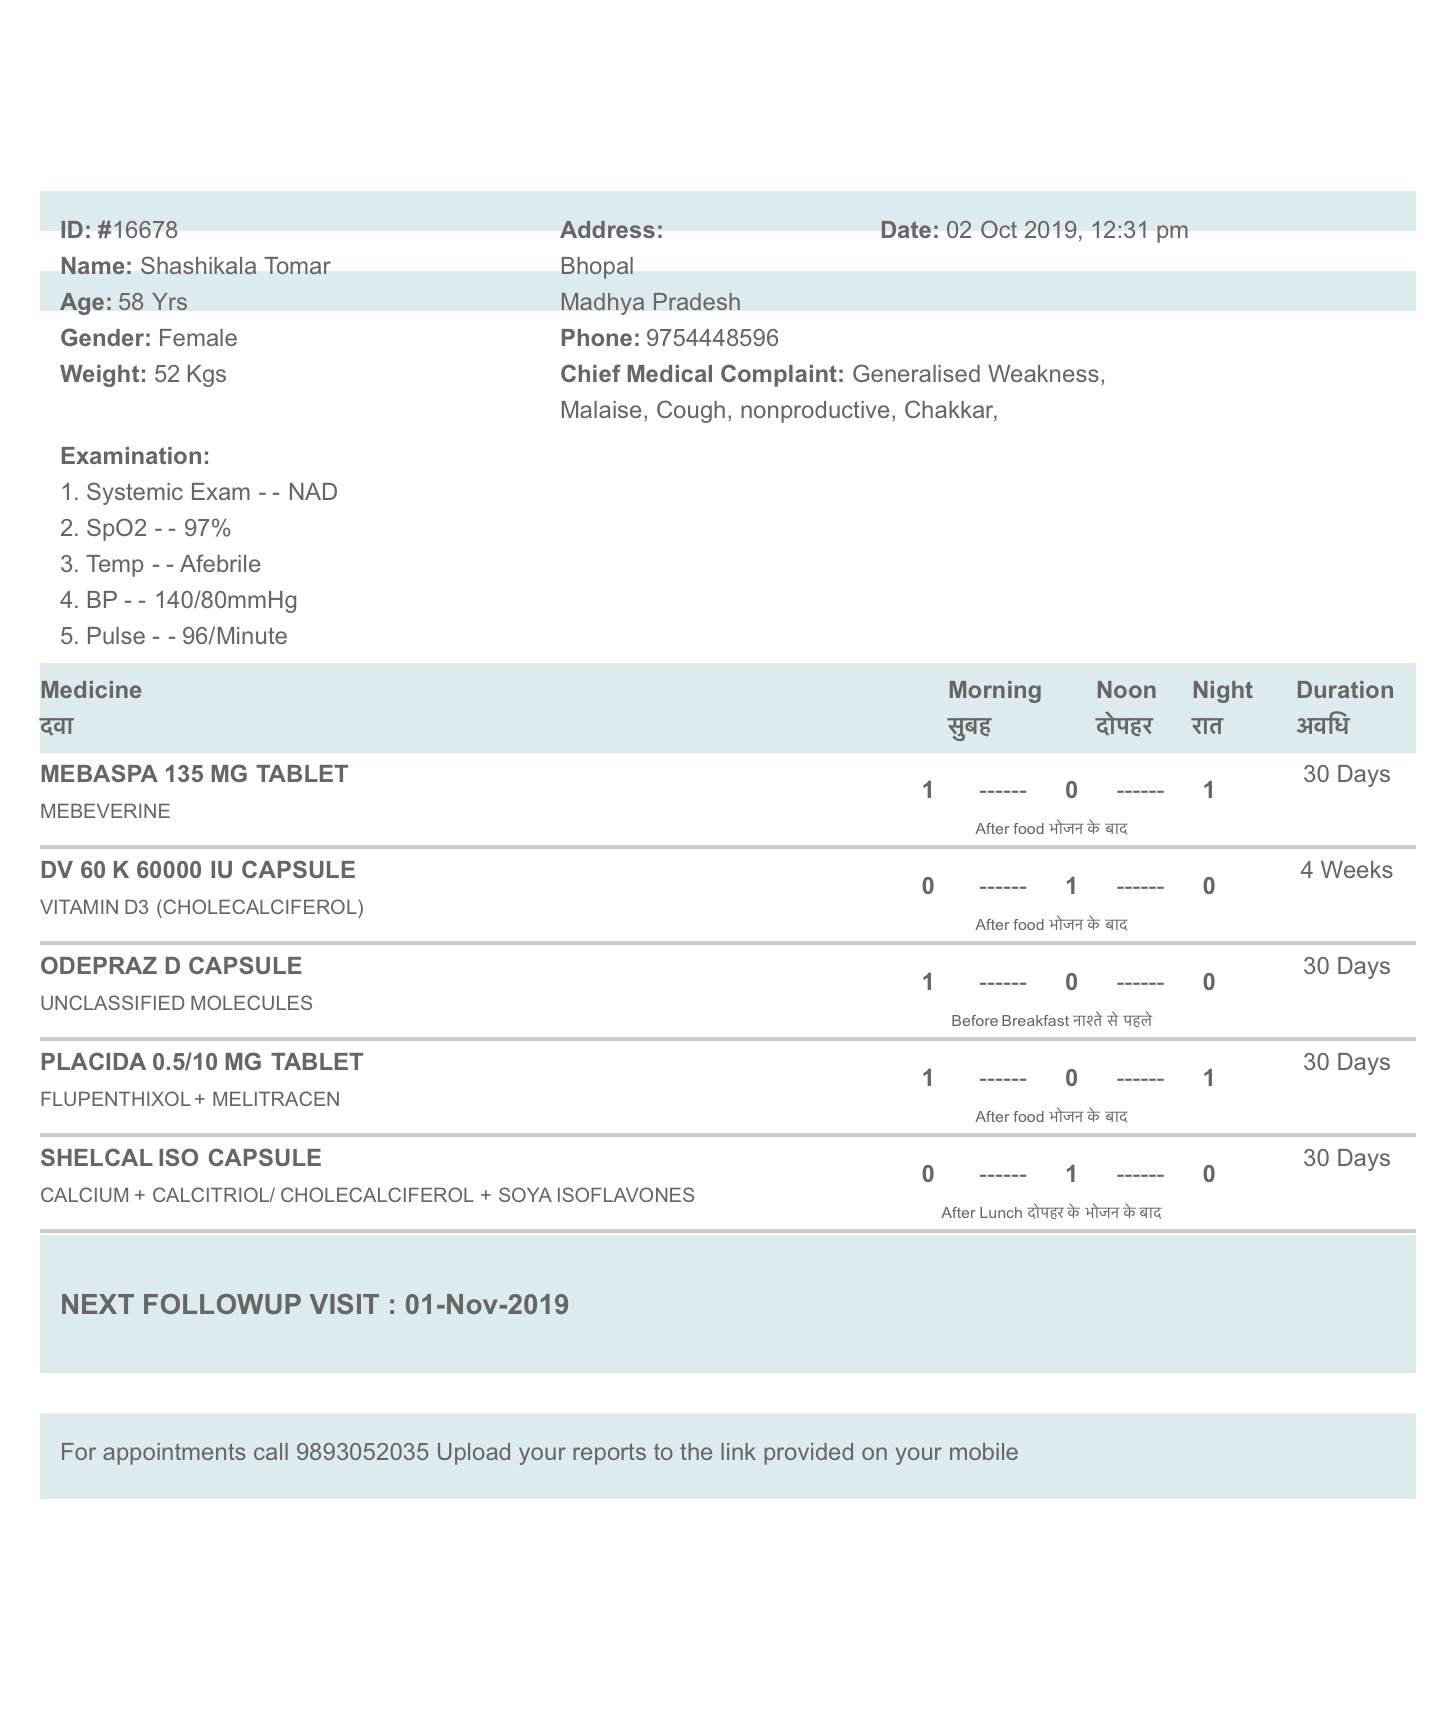 ID: #16678
Name: Shashikala Tomar
Age: 58 Yrs
Gender: Female
Weight: 52 Kgs
Address:
Bhopal
Madhya Pradesh
Phone: 9754448596
Chief Medical Complaint: Generalised Weakness,
Malaise, Cough, nonproductive, Chakkar,
Date: 02 Oct 2019, 12:31 pm
Examination:
1. Systemic Exam - - NAD
2. SpO2 - - 97%
3. Temp - - Afebrile
4. BP - - 140/80mmHg
5. Pulse - - 96/Minute
Medicine Morning Noon Night Duration
दवा सुबह दोपहर रात अवधि
MEBASPA 135 MG TABLET 30 Days
1 ------ 0 ------ 1
MEBEVERINE
After food भोजन के बाद
DV 60 K 60000 IU CAPSULE 4 Weeks
0 ------ 1 ------ 0
VITAMIN D3 (CHOLECALCIFEROL)
After food भोजन के बाद
ODEPRAZ D CAPSULE 30 Days
1 ------ 0 ------ 0
UNCLASSIFIED MOLECULES
Before Breakfast नाश्ते से पहले
PLACIDA 0.5/10 MG TABLET 30 Days
1 ------ 0 ------ 1
FLUPENTHIXOL + MELITRACEN
After food भोजन के बाद
SHELCAL ISO CAPSULE 30 Days
0 ------ 1 ------ 0
CALCIUM + CALCITRIOL/ CHOLECALCIFEROL + SOYA ISOFLAVONES
After Lunch दोपहर के भोजन के बाद
NEXT FOLLOWUP VISIT : 01-Nov-2019
For appointments call 9893052035 Upload your reports to the link provided on your mobile